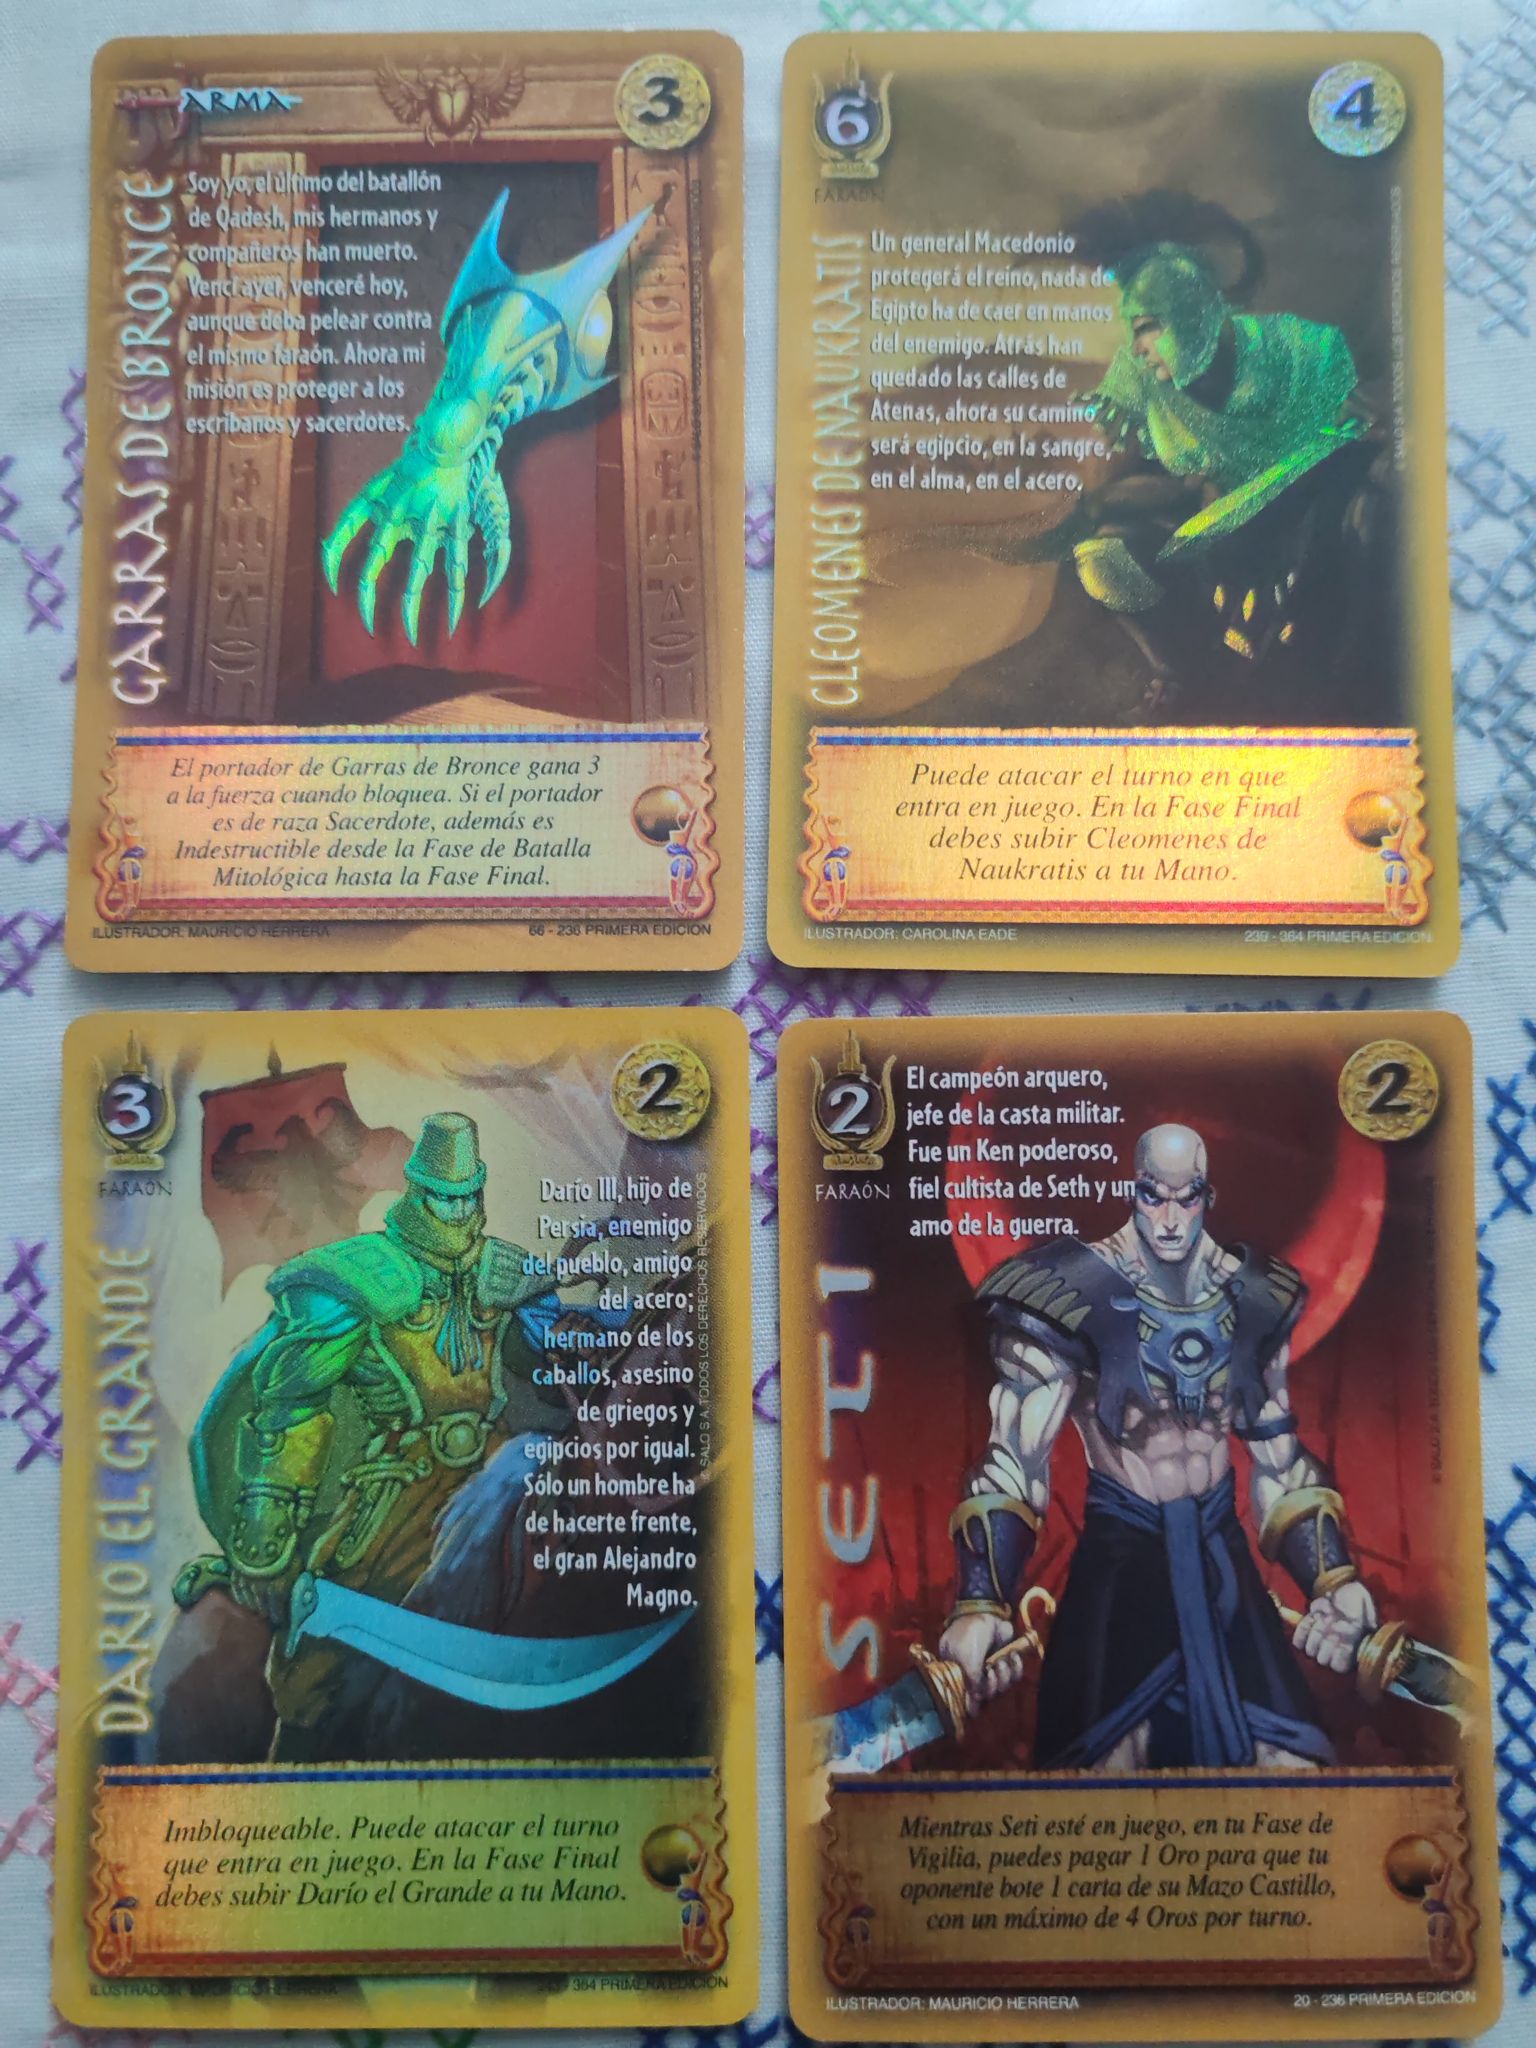 ARMA
3
GARRAS DE BRONCE
Soy yo, el último del batallón
de Qadesh, mis hermanos y
compañeros han muerto.
Vencí ayer, venceré hoy,
aunque deba pelear contra
el mismo faraón. Ahora mi
misión es proteger a los
escribanos y sacerdotes.
El portador de Garras de Bronce gana 3
a la fuerza cuando bloquea. Si el portador
es de raza Sacerdote, además es
Indestructible desde la Fase de Batalla
Mitológica hasta la Fase Final.
ILUSTRADOR: MAURICIO HERRERA
66 - 236 PRIMERA EDICION
6
FARAÓN
4
CLEOMENES DE NAUKRATIS
Un general Macedonio
protegerá el reino, nada de
Egipto ha de caer en manos
del enemigo. Atrás han
quedado las calles de
Atenas, ahora su camino
será egipcio, en la sangre,
en el alma, en el acero.
© SALO S A TODOS LOS DERECHOS RESERVADOS
Puede atacar el turno en que
entra en juego. En la Fase Final
debes subir Cleomenes de
Naukratis a tu Mano.
ILUSTRADOR: CAROLINA EADE
239 - 364 PRIMERA EDICION
3
FARAÓN
2
DARIO EL GRANDE
Darío III, hijo de
Persia, enemigo
del pueblo, amigo
del acero;
hermano de los
caballos, asesino
de griegos y
egipcios por igual.
Sólo un hombre ha
de hacerte frente,
el gran Alejandro
Magno.
© SALO S A. TODOS LOS DERECHOS RESERVADOS
Imbloqueable. Puede atacar el turno
que entra en juego. En la Fase Final
debes subir Darío el Grande a tu Mano.
ILUSTRADOR: MAURICIO HERRERA
364 PRIMERA EDICION
2
FARAÓN
2
SETI
El campeón arquero,
jefe de la casta militar.
Fue un Ken poderoso,
fiel cultista de Seth y un
amo de la guerra.
Mientras Seti esté en juego, en tu Fase de
Vigilia, puedes pagar 1 Oro para que tu
oponente bote 1 carta de su Mazo Castillo,
con un máximo de 4 Oros por turno.
ILUSTRADOR: MAURICIO HERRERA
20 - 236 PRIMERA EDICION